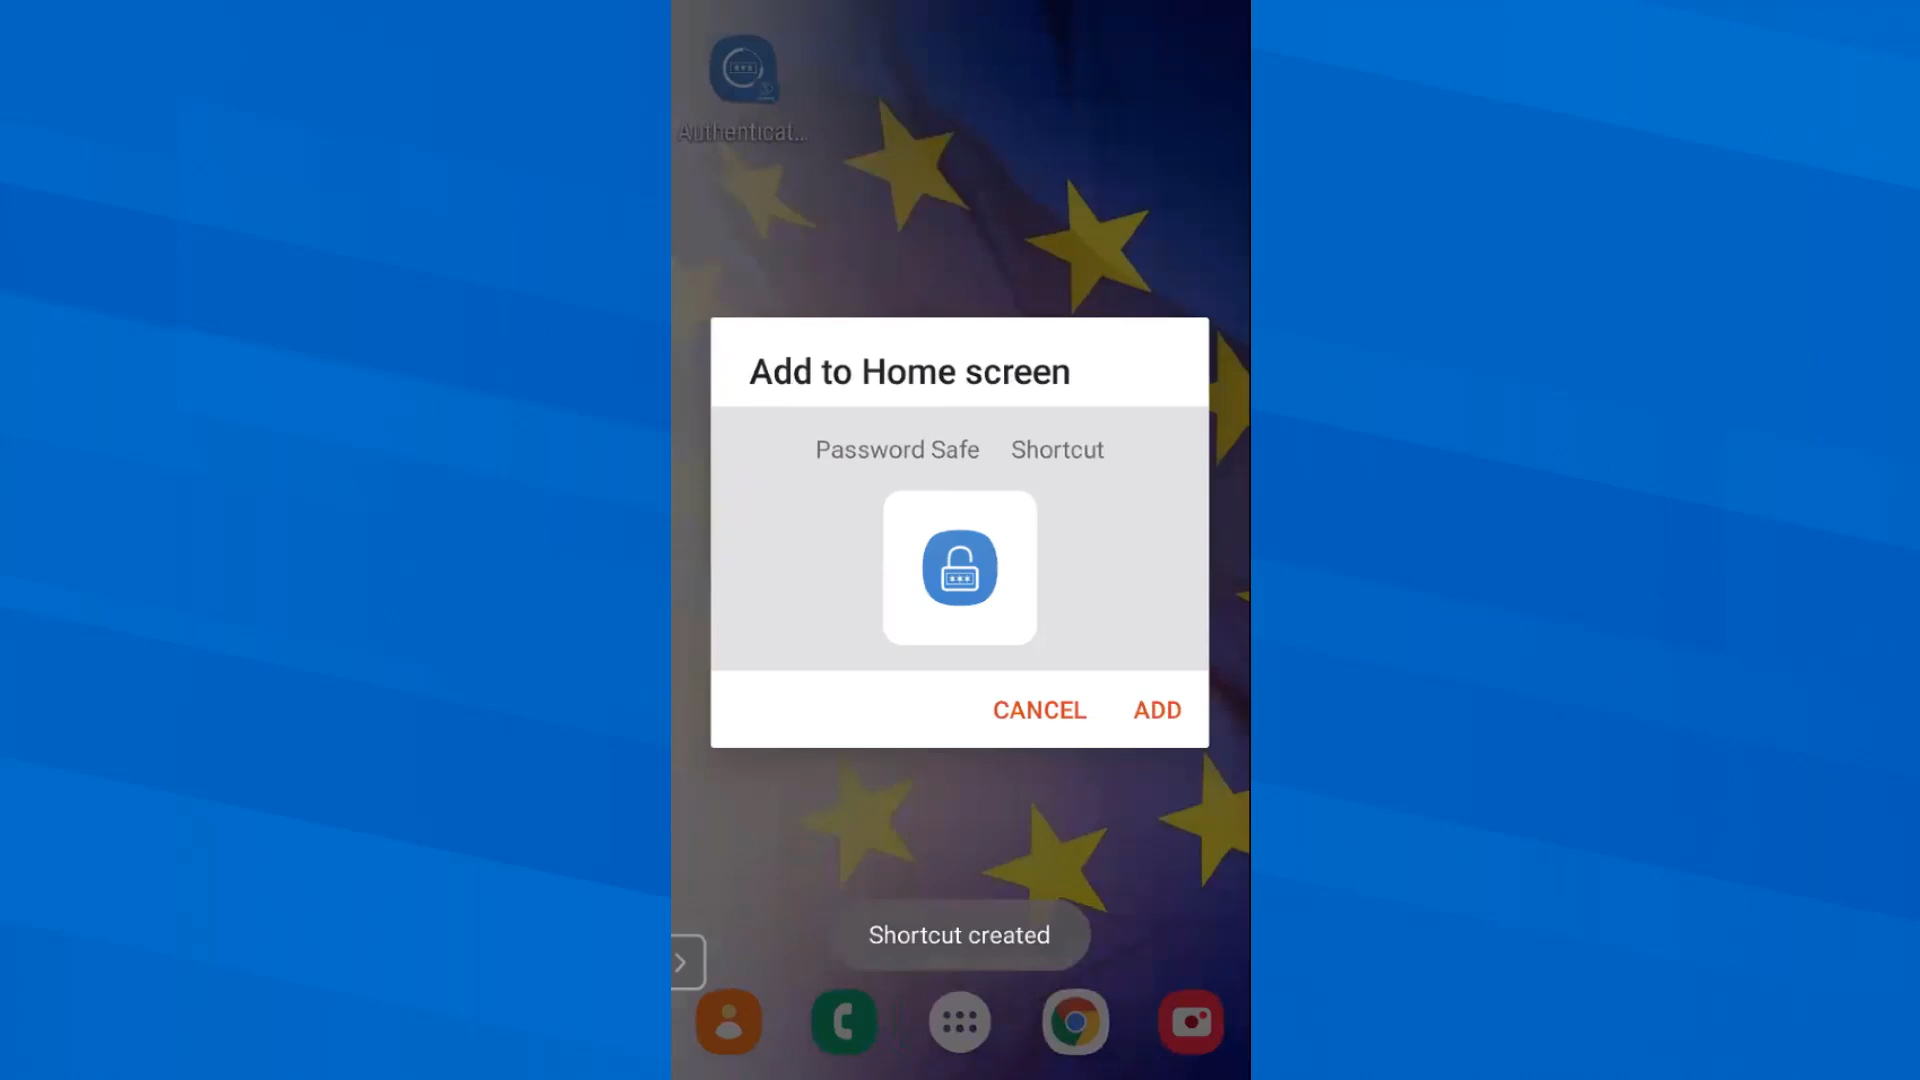 Authenticat...
Add to Home screen
Password Safe Shortcut
***
CANCEL ADD
Shortcut created